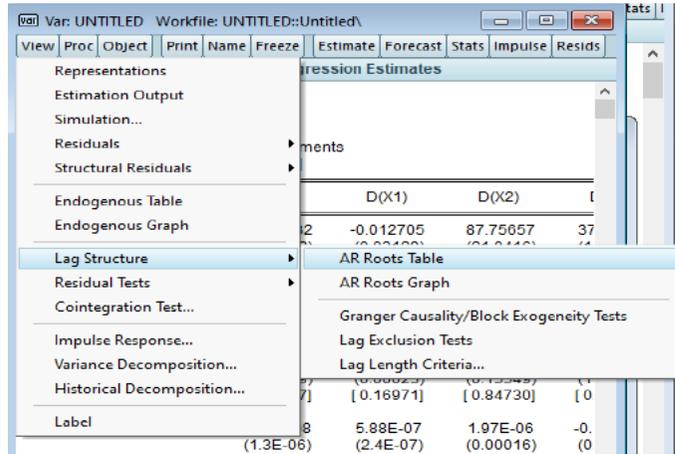 Var: UNTITLED Workfile: UNTITLED::Untitled\
View Proc Object Print Name Freeze Estimate Forecast Stats Impulse Resids
Representations
Estimation Output
Simulation...
Residuals
Structural Residuals
Endogenous Table
Endogenous Graph
D(X1) D(X2)
-0.012705 87.75657 37
Lag Structure
Residual Tests
Cointegration Test...
AR Roots Table
AR Roots Graph
Granger Causality/Block Exogeneity Tests
Lag Exclusion Tests
Lag Length Criteria...
Impulse Response...
Variance Decomposition...
Historical Decomposition...
Label
[ 0.16971] [ 0.84730] [ 0
5.88E-07 1.97E-06 -0.
(1.3E-06) (2.4E-07) (0.00016) (0